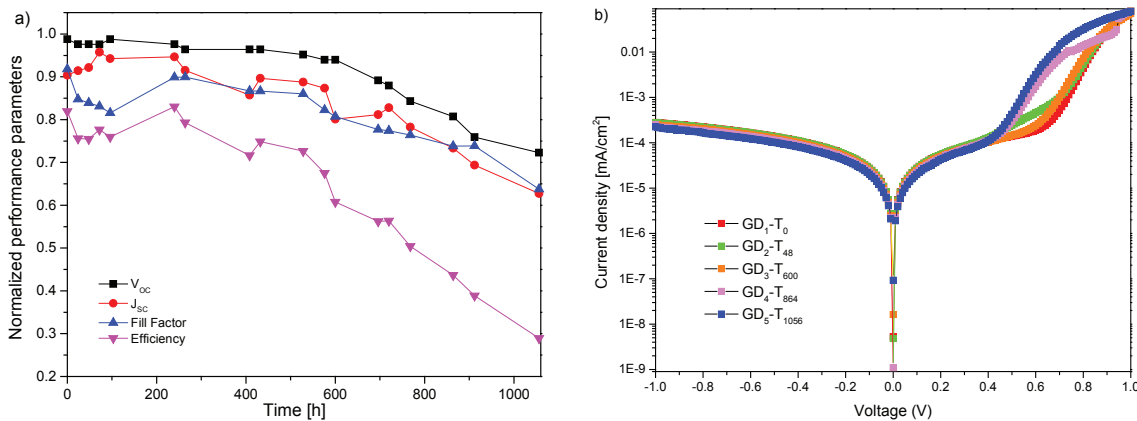 a)
1.0
0.9
0.8
0.7
0.6
0.5
0.4
0.3
0.2
Normalized performance parameters
V_OC
J_SC
Fill Factor
Efficiency
0 200 400 600 800 1000
Time [h]
b)
0.01
1E-3
1E-4
1E-5
1E-6
1E-7
1E-8
1E-9
Current density [mA/cm²]
GD₁-T₀
GD₂-T₄₈
GD₃-T₆₀₀
GD₄-T₈₆₄
GD₅-T₁₀₅₆
-1.0 -0.8 -0.6 -0.4 -0.2 0.0 0.2 0.4 0.6 0.8 1.0
Voltage (V)